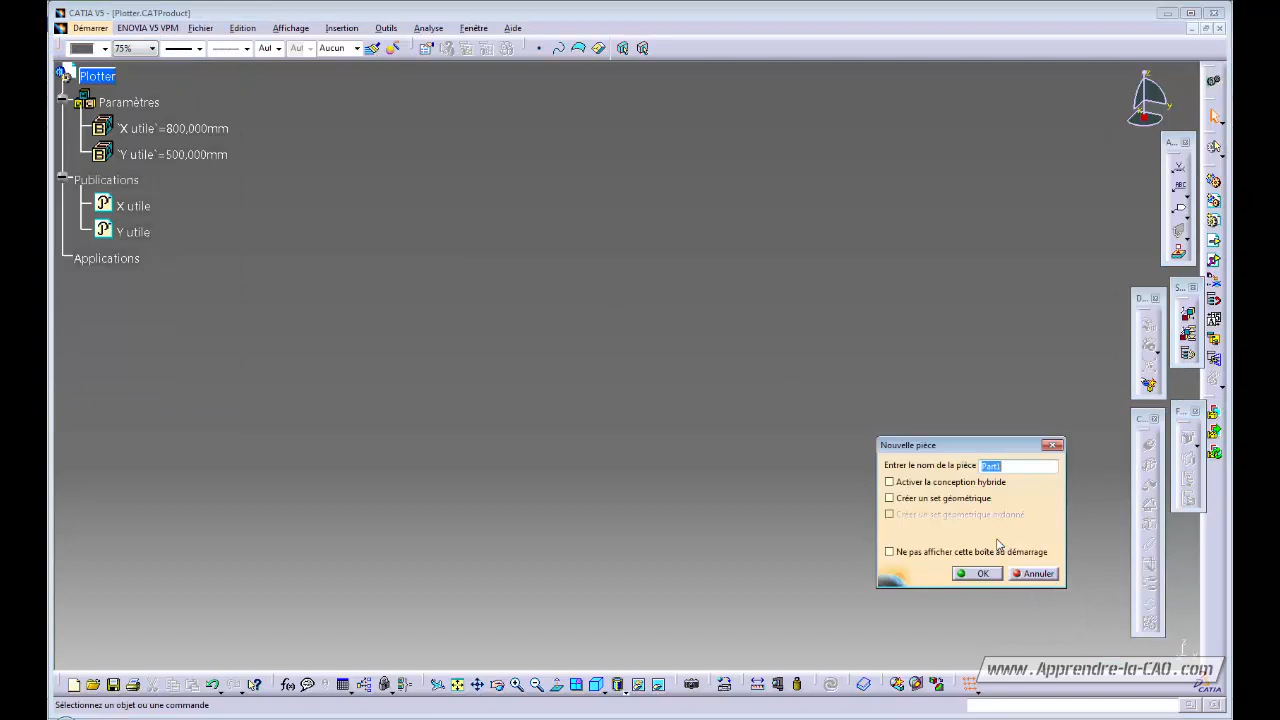 CATIA V5 - [Plotter.CATProduct]
Démarrer ENOVIA V5 VPM Fichier Edition Affichage Insertion Outils Analyse Fenêtre Aide
75% Aut Aut Aucun
Plotter
Paramètres
`X utile`=800,000mm
`Y utile`=500,000mm
Publications
X utile
Y utile
Applications
z
y
A...
ABC
S...
D...
F...
C...
Nouvelle pièce
Entrer le nom de la pièce Part1
Activer la conception hybride
Créer un set géométrique
Créer un set géométrique ordonné
Ne pas afficher cette boîte au démarrage
OK Annuler
www.Apprendre-la-CAO.com
CATIA
Sélectionnez un objet ou une commande